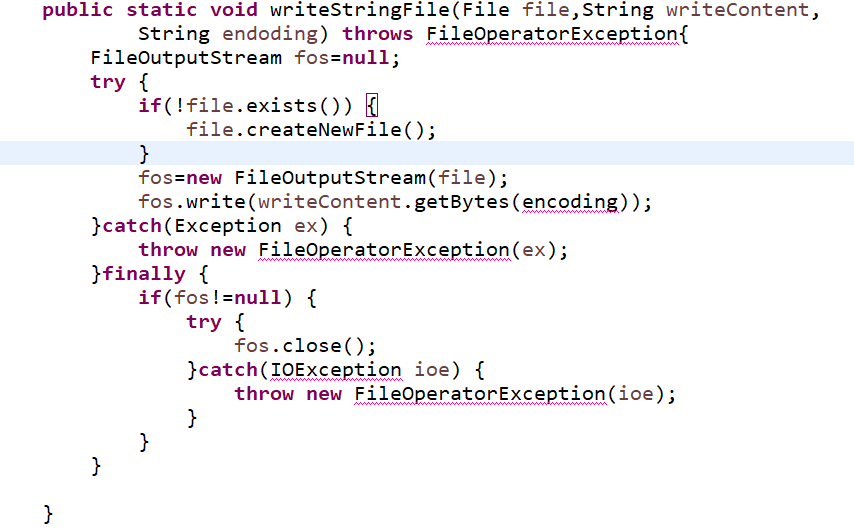 public static void writeStringFile(File file,String writeContent,
String endoding) throws FileOperatorException{
FileOutputStream fos=null;
try {
if(!file.exists()) {
file.createNewFile();
}
fos=new FileOutputStream(file);
fos.write(writeContent.getBytes(encoding));
}catch(Exception ex) {
throw new FileOperatorException(ex);
}finally {
if(fos!=null) {
try {
fos.close();
}catch(IOException ioe) {
throw new FileOperatorException(ioe);
}
}
}
}